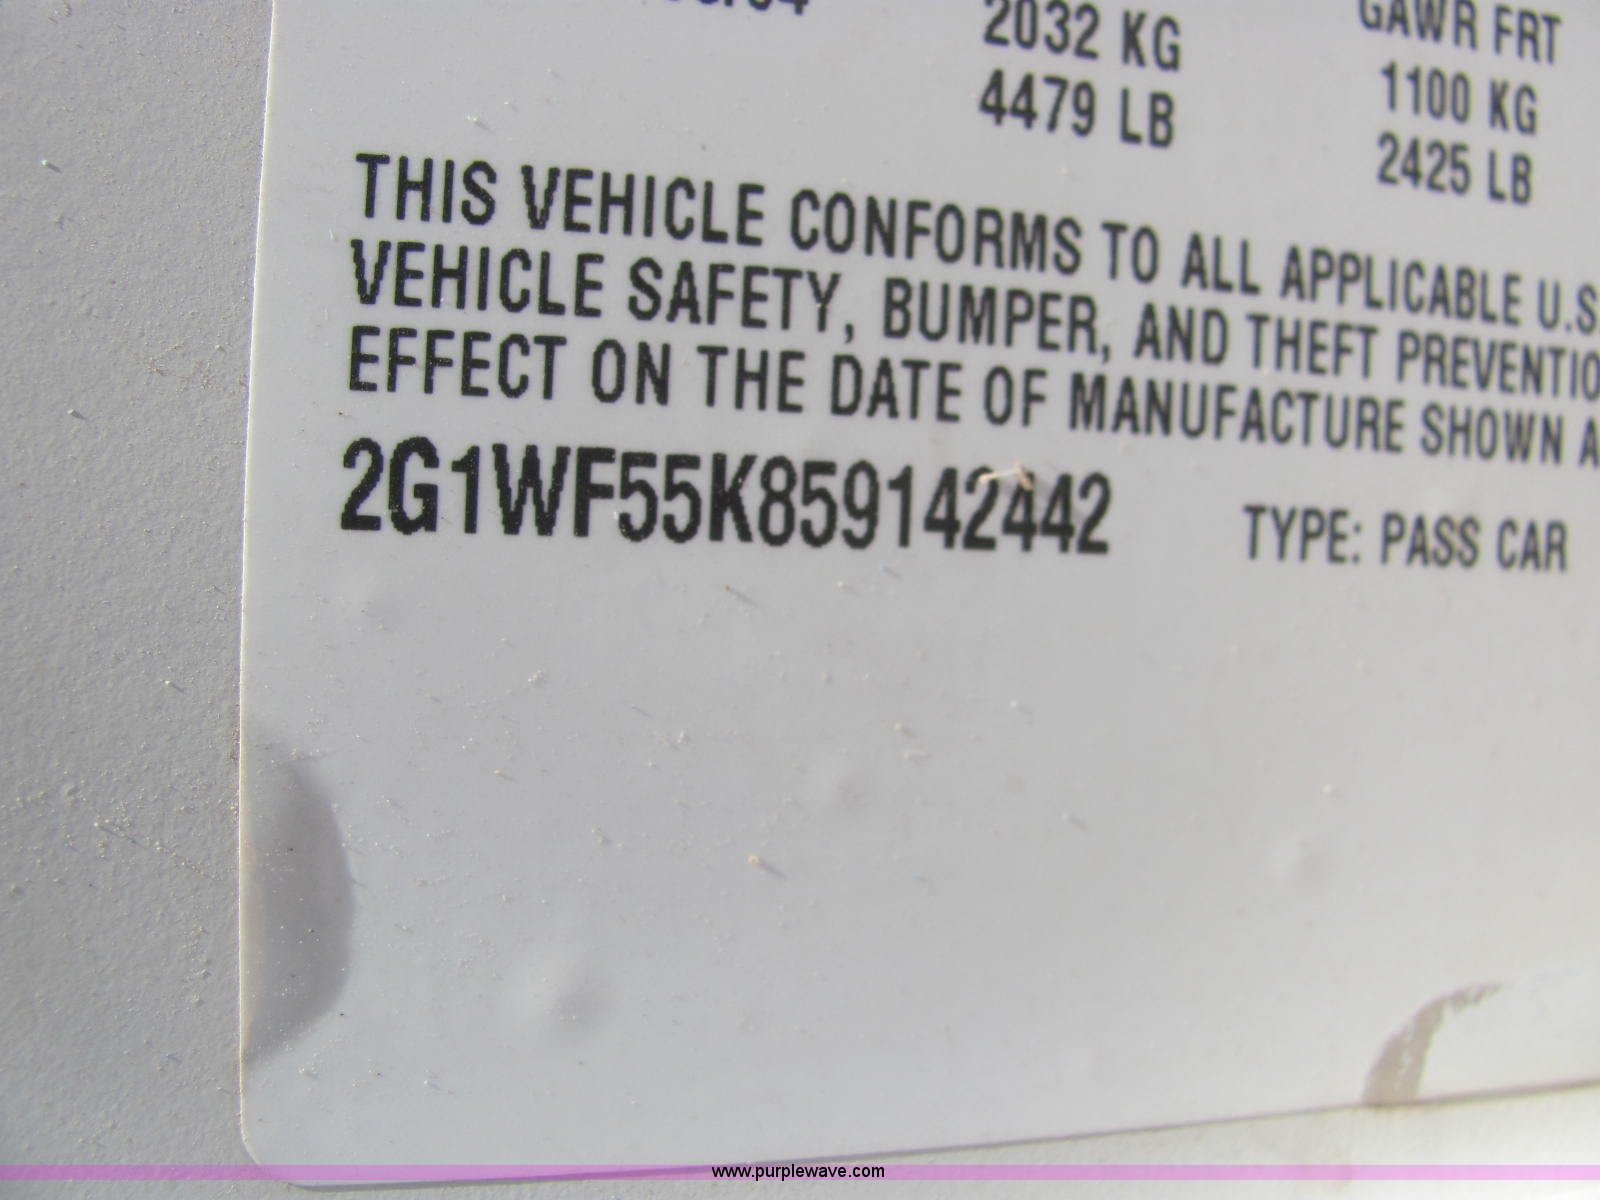 2032 KG
4479 LB
GAWR FRT
1100 KG
2425 LB
THIS VEHICLE CONFORMS TO ALL APPLICABLE U.S.
VEHICLE SAFETY, BUMPER, AND THEFT PREVENTIO
EFFECT ON THE DATE OF MANUFACTURE SHOWN A
2G1WF55K859142442
TYPE: PASS CAR
www.purplewave.com